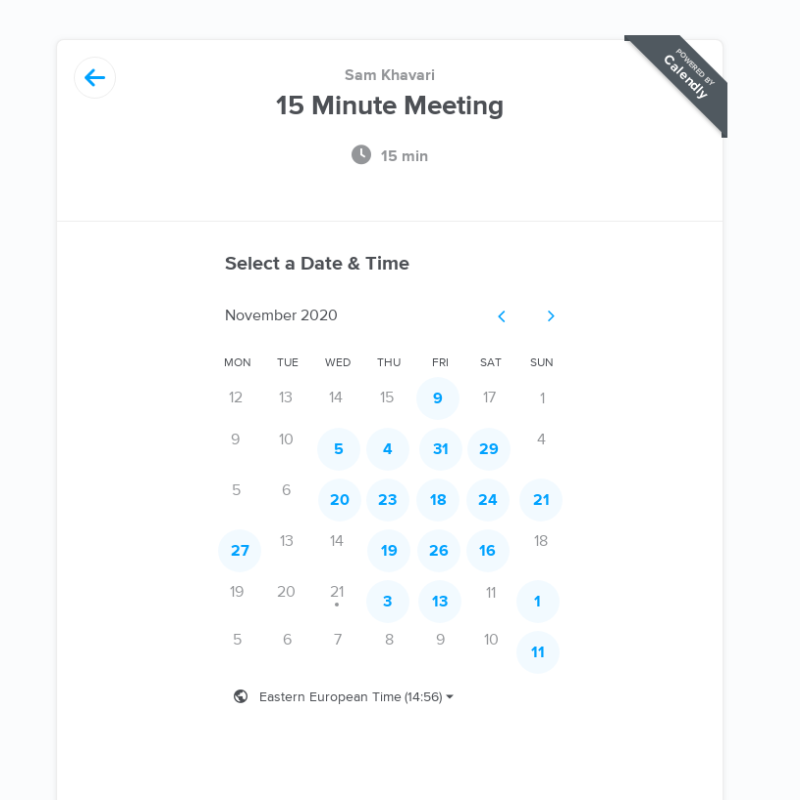 Sam Khavari
15 Minute Meeting
15 min
POWERED BY
Calendly
Select a Date & Time
November 2020
MON TUE WED THU FRI SAT SUN
12 13 14 15 9 17 1
9 10 5 4 31 29 4
5 6 20 23 18 24 21
27 13 14 19 26 16 18
19 20 21 3 13 11 1
5 6 7 8 9 10 11
Eastern European Time (14:56)